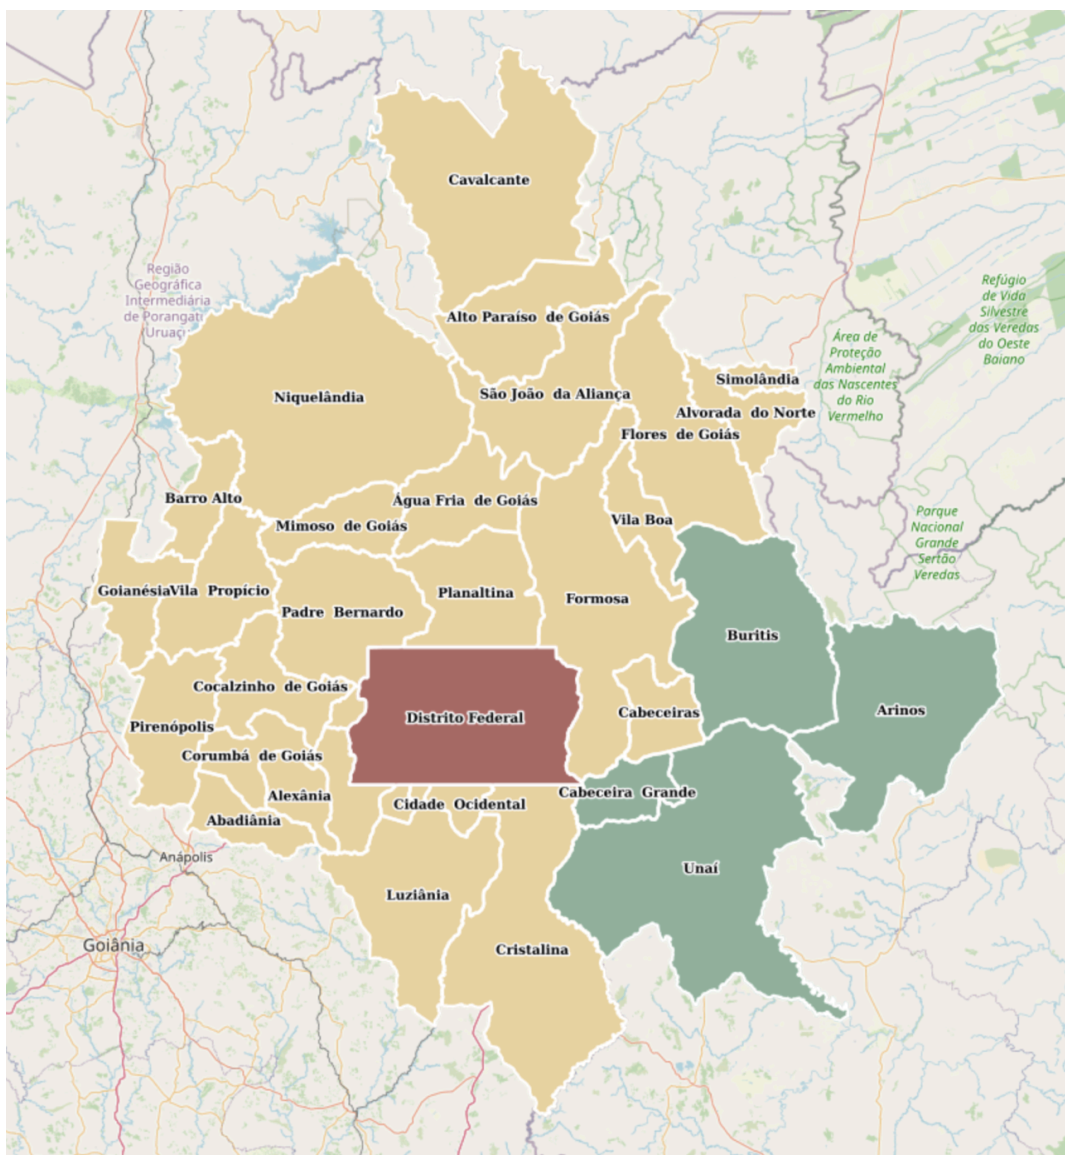 Cavalcante
Região
Geográfica
Intermediária
de Porangatu
Uruaçu
Refúgio
de Vida
Silvestre
das Veredas
do Oeste
Baiano
Alto Paraíso de Goiás
Área de
Proteção
Ambiental
das Nascentes
do Rio
Vermelho
Simolândia
Niquelândia
São João da Aliança
Alvorada do Norte
Flores de Goiás
Barro Alto
Água Fria de Goiás
Mimoso de Goiás
Vila Boa
Parque
Nacional
Grande
Sertão
Veredas
Goianésia
Vila Propício
Planaltina
Formosa
Padre Bernardo
Buritis
Cocalzinho de Goiás
Arinos
Distrito Federal
Cabeceiras
Pirenópolis
Corumbá de Goiás
Alexânia
Cidade Ocidental
Cabeceira Grande
Abadiânia
Anápolis
Unaí
Luziânia
Goiânia
Cristalina